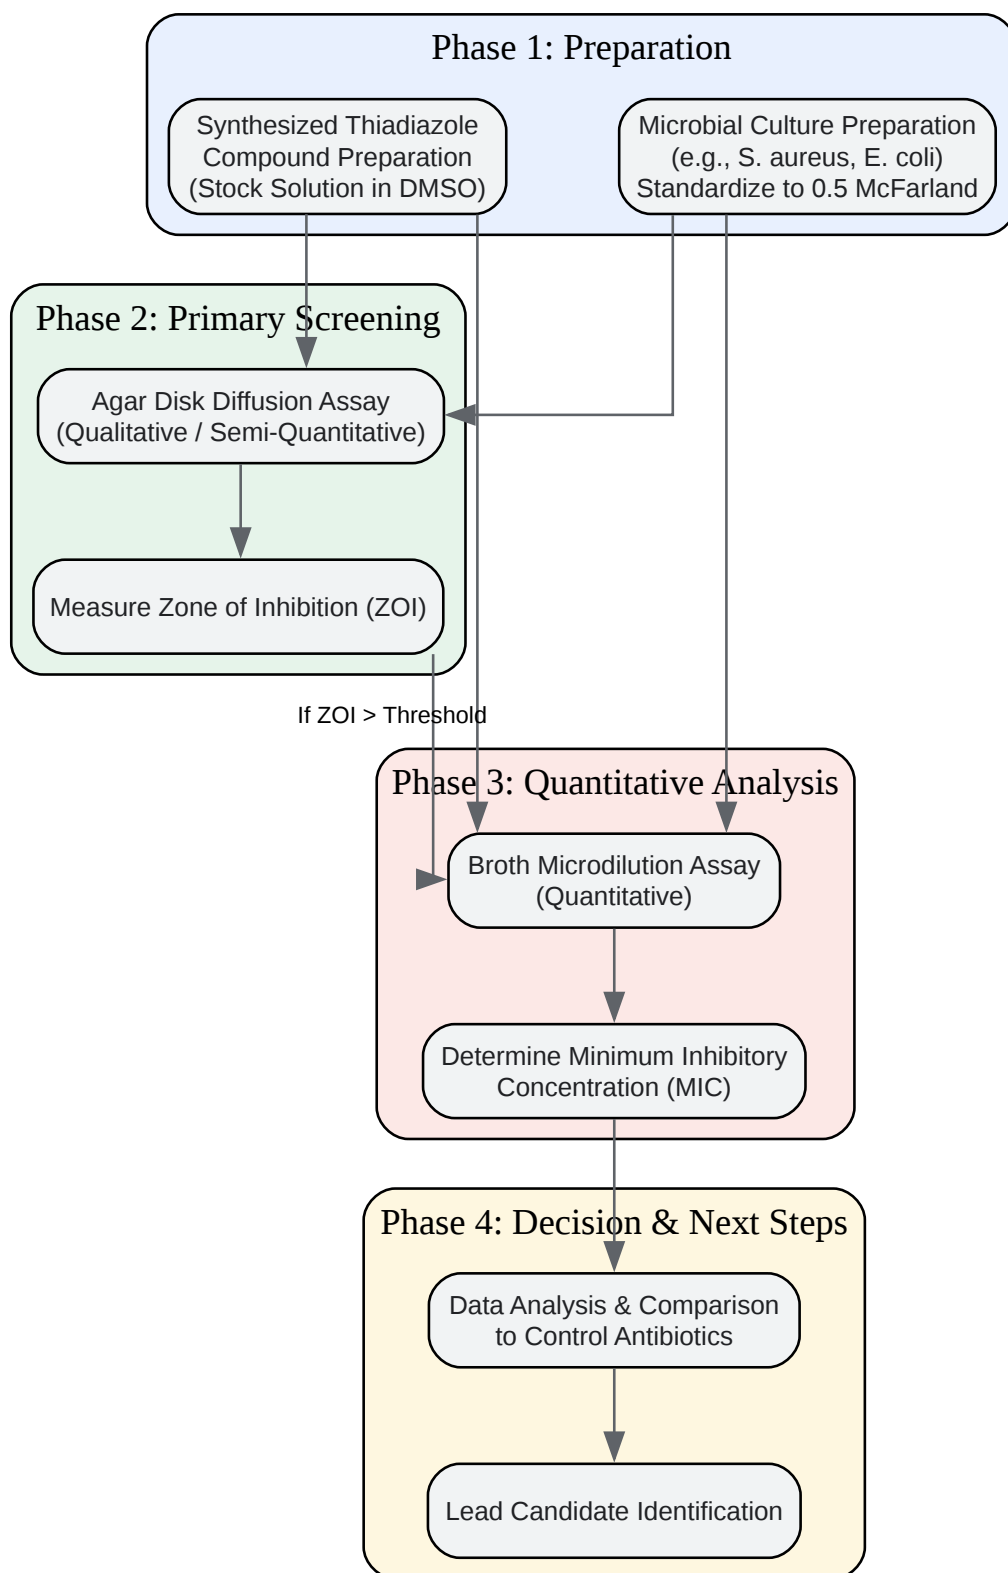 Phase 1: Preparation
Synthesized Thiadiazole
Compound Preparation
(Stock Solution in DMSO)
Microbial Culture Preparation
(e.g., S. aureus, E. coli)
Standardize to 0.5 McFarland
Phase 2: Primary Screening
Agar Disk Diffusion Assay
(Qualitative / Semi-Quantitative)
Measure Zone of Inhibition (ZOI)
If ZOI > Threshold
Phase 3: Quantitative Analysis
Broth Microdilution Assay
(Quantitative)
Determine Minimum Inhibitory
Concentration (MIC)
Phase 4: Decision & Next Steps
Data Analysis & Comparison
to Control Antibiotics
Lead Candidate Identification